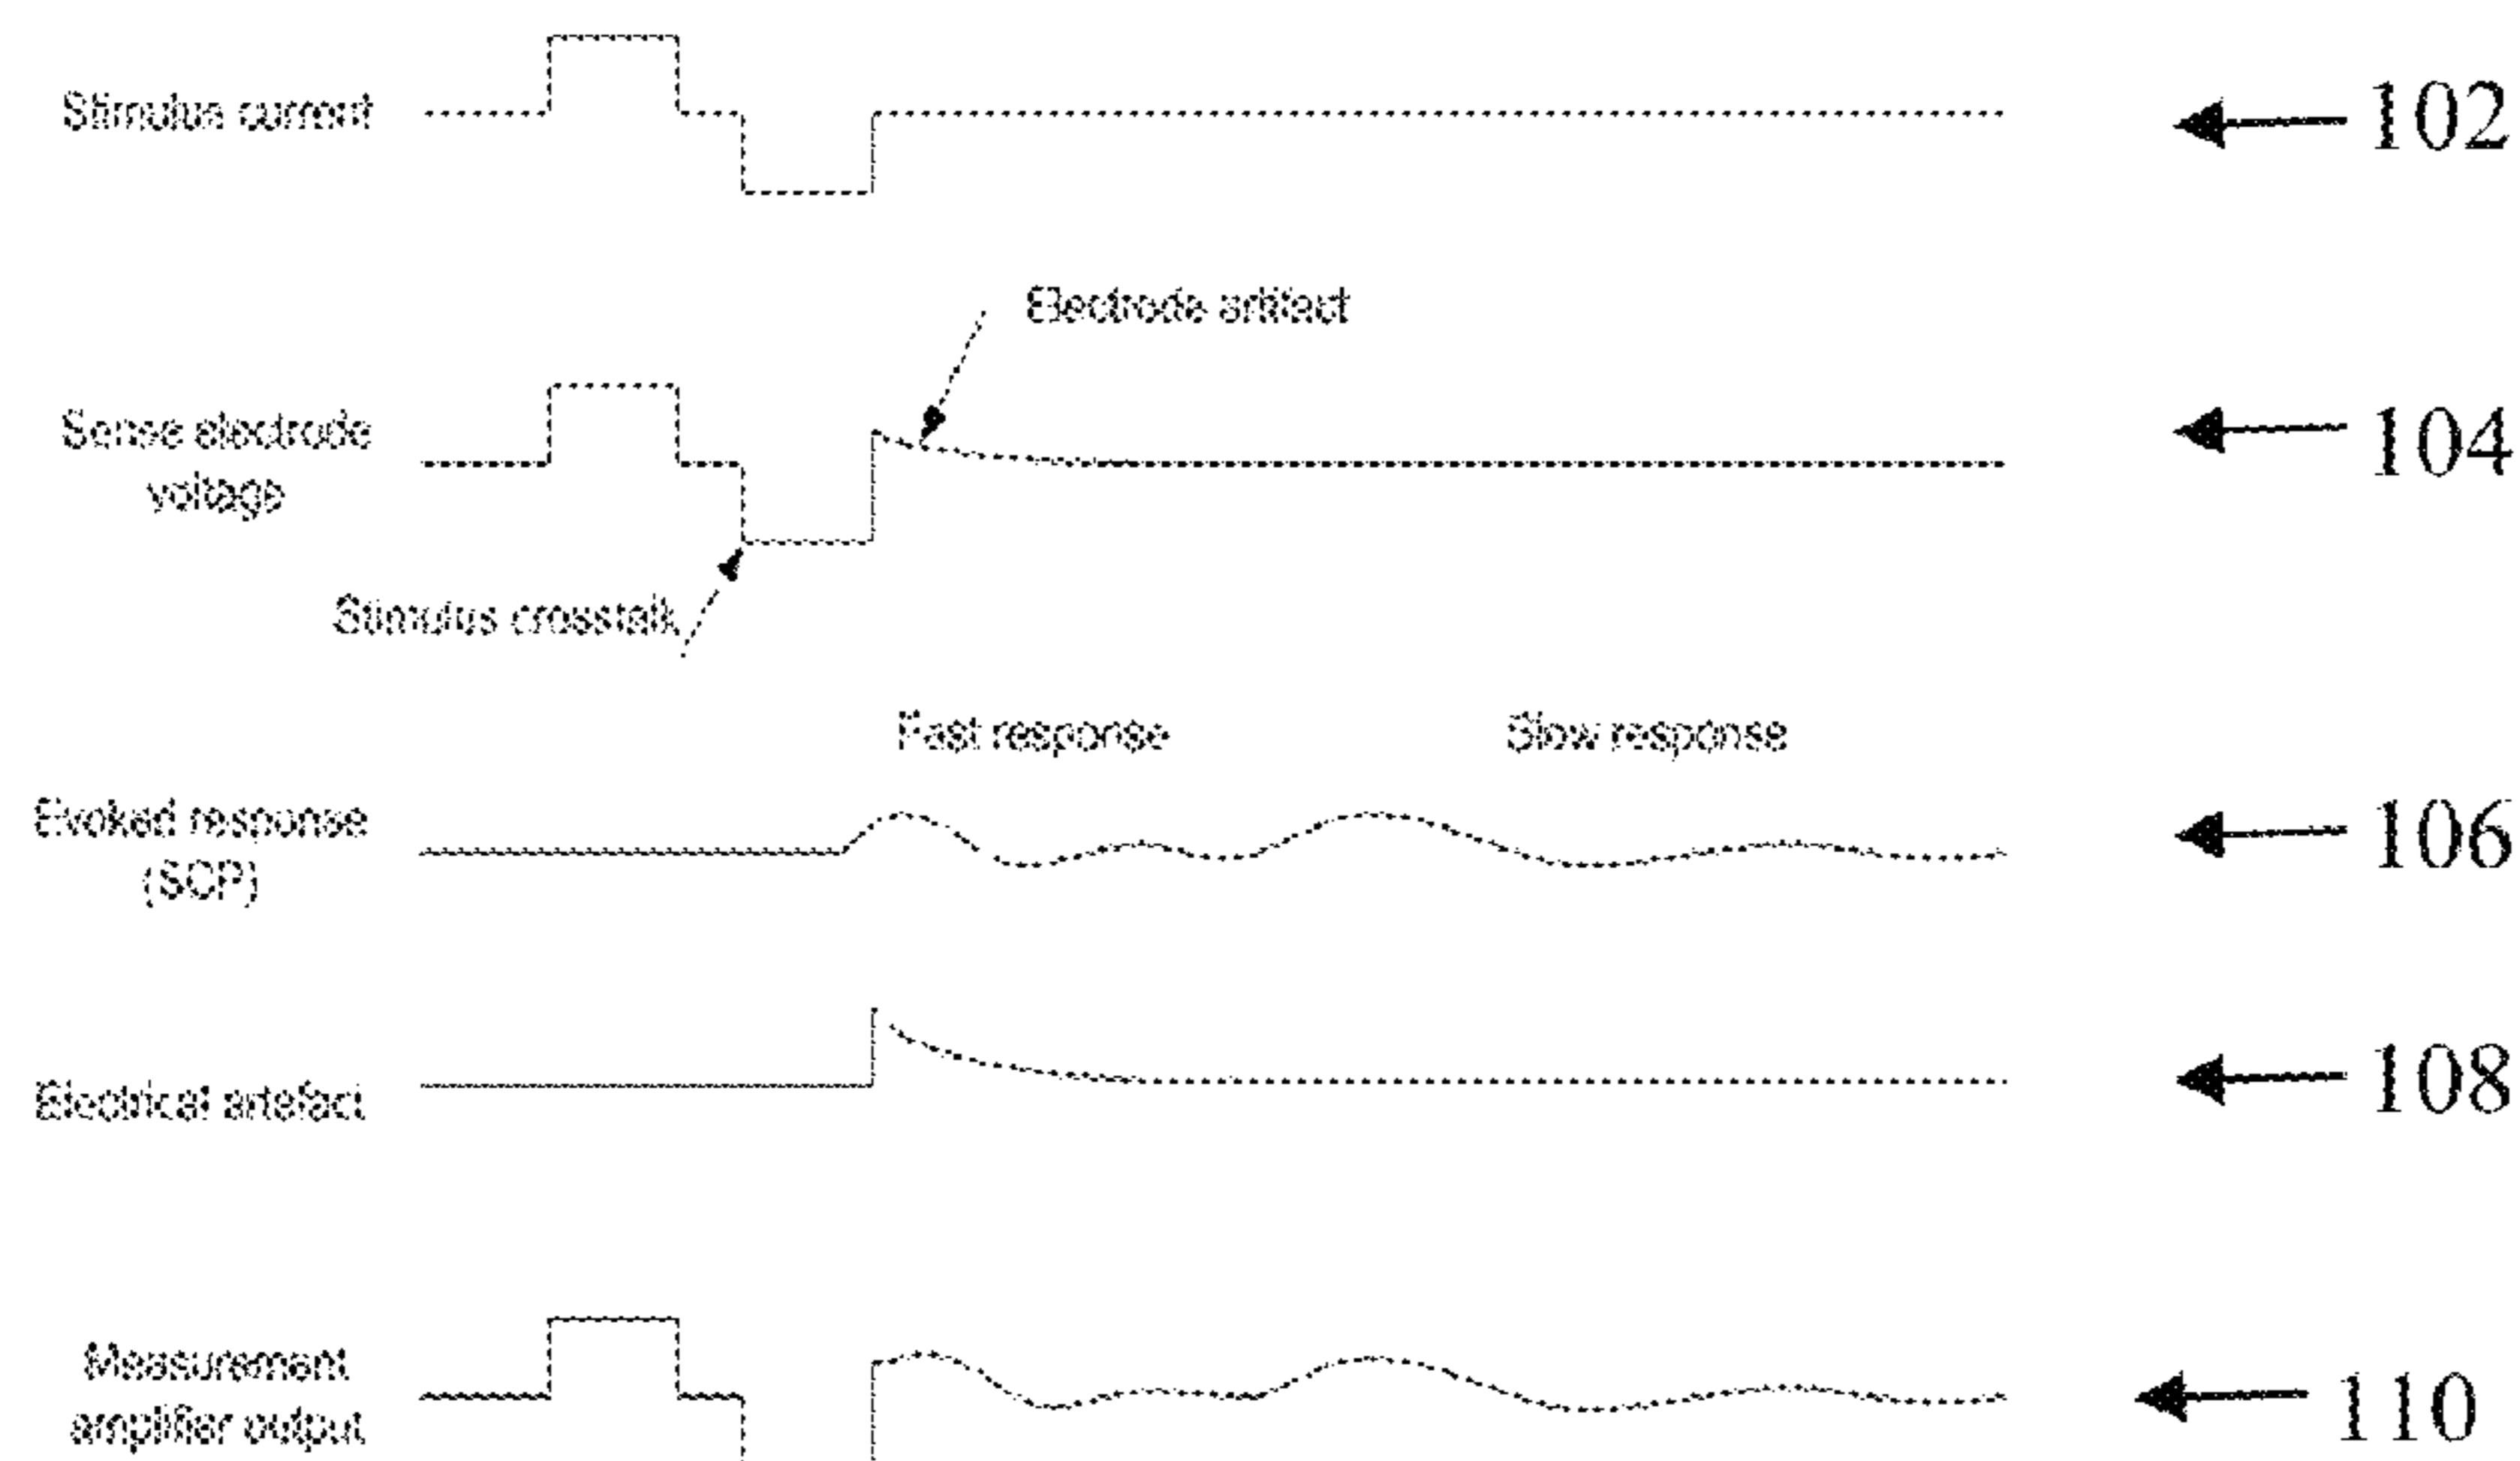 Stimulus current
102
Electrode artifact
Sense electrode
voltage
104
Stimulus crosstalk
Fast response
Slow response
Evoked response
(SCP)
106
Electrical artefact
108
Measurement
amplifier output
110